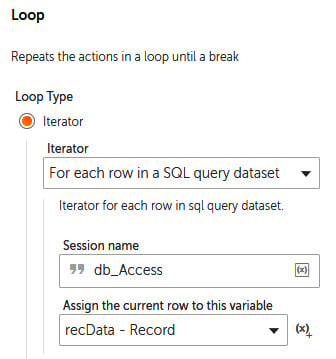 Loop
Repeats the actions in a loop until a break
Loop Type
Iterator
Iterator
For each row in a SQL query dataset
Iterator for each row in sql query dataset.
Session name
" db_Access (x)
Assign the current row to this variable
recData - Record (x)+